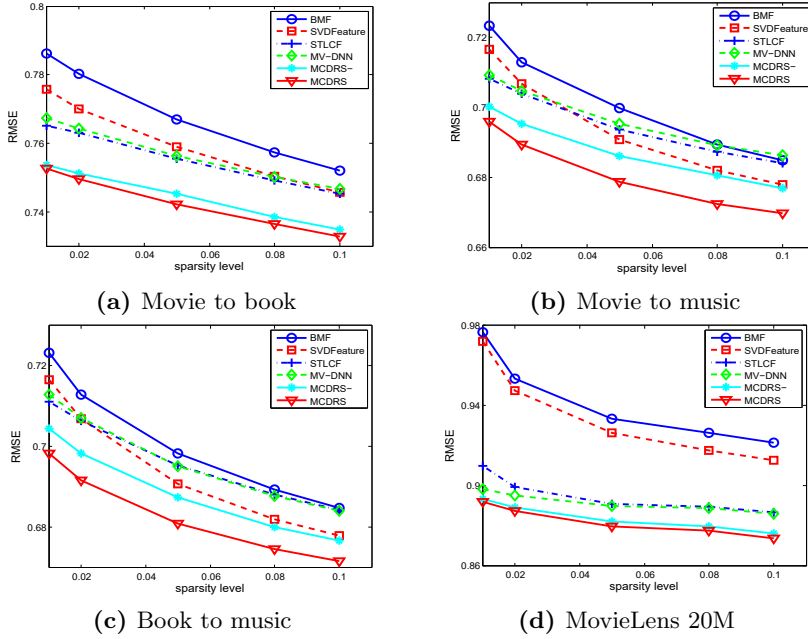 0.8
0.78
0.76
0.74
RMSE
0.02 0.04 0.06 0.08 0.1
sparsity level
BMF
SVDFeature
STLCF
MV-DNN
MCDRS-
MCDRS
(a) Movie to book
0.72
0.7
0.68
0.66
RMSE
0.02 0.04 0.06 0.08 0.1
sparsity level
BMF
SVDFeature
STLCF
MV-DNN
MCDRS-
MCDRS
(b) Movie to music
0.72
0.7
0.68
RMSE
0.02 0.04 0.06 0.08 0.1
sparsity level
BMF
SVDFeature
STLCF
MV-DNN
MCDRS-
MCDRS
(c) Book to music
0.98
0.94
0.9
0.86
RMSE
0.02 0.04 0.06 0.08 0.1
sparsity level
BMF
SVDFeature
STLCF
MV-DNN
MCDRS-
MCDRS
(d) MovieLens 20M